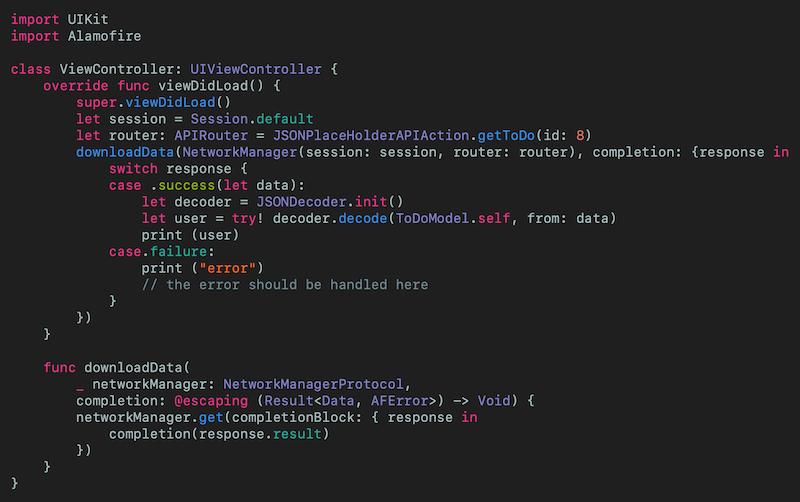 import UIKit
import Alamofire

class ViewController: UIViewController {
    override func viewDidLoad() {
        super.viewDidLoad()
        let session = Session.default
        let router: APIRouter = JSONPlaceHolderAPIAction.getToDo(id: 8)
        downloadData(NetworkManager(session: session, router: router), completion: {response in
            switch response {
            case .success(let data):
                let decoder = JSONDecoder.init()
                let user = try! decoder.decode(ToDoModel.self, from: data)
                print (user)
            case.failure:
                print ("error")
                // the error should be handled here
            }
        })
    }

    func downloadData(
        _ networkManager: NetworkManagerProtocol,
        completion: @escaping (Result<Data, AFError>) -> Void) {
        networkManager.get(completionBlock: { response in
            completion(response.result)
        })
    }
}